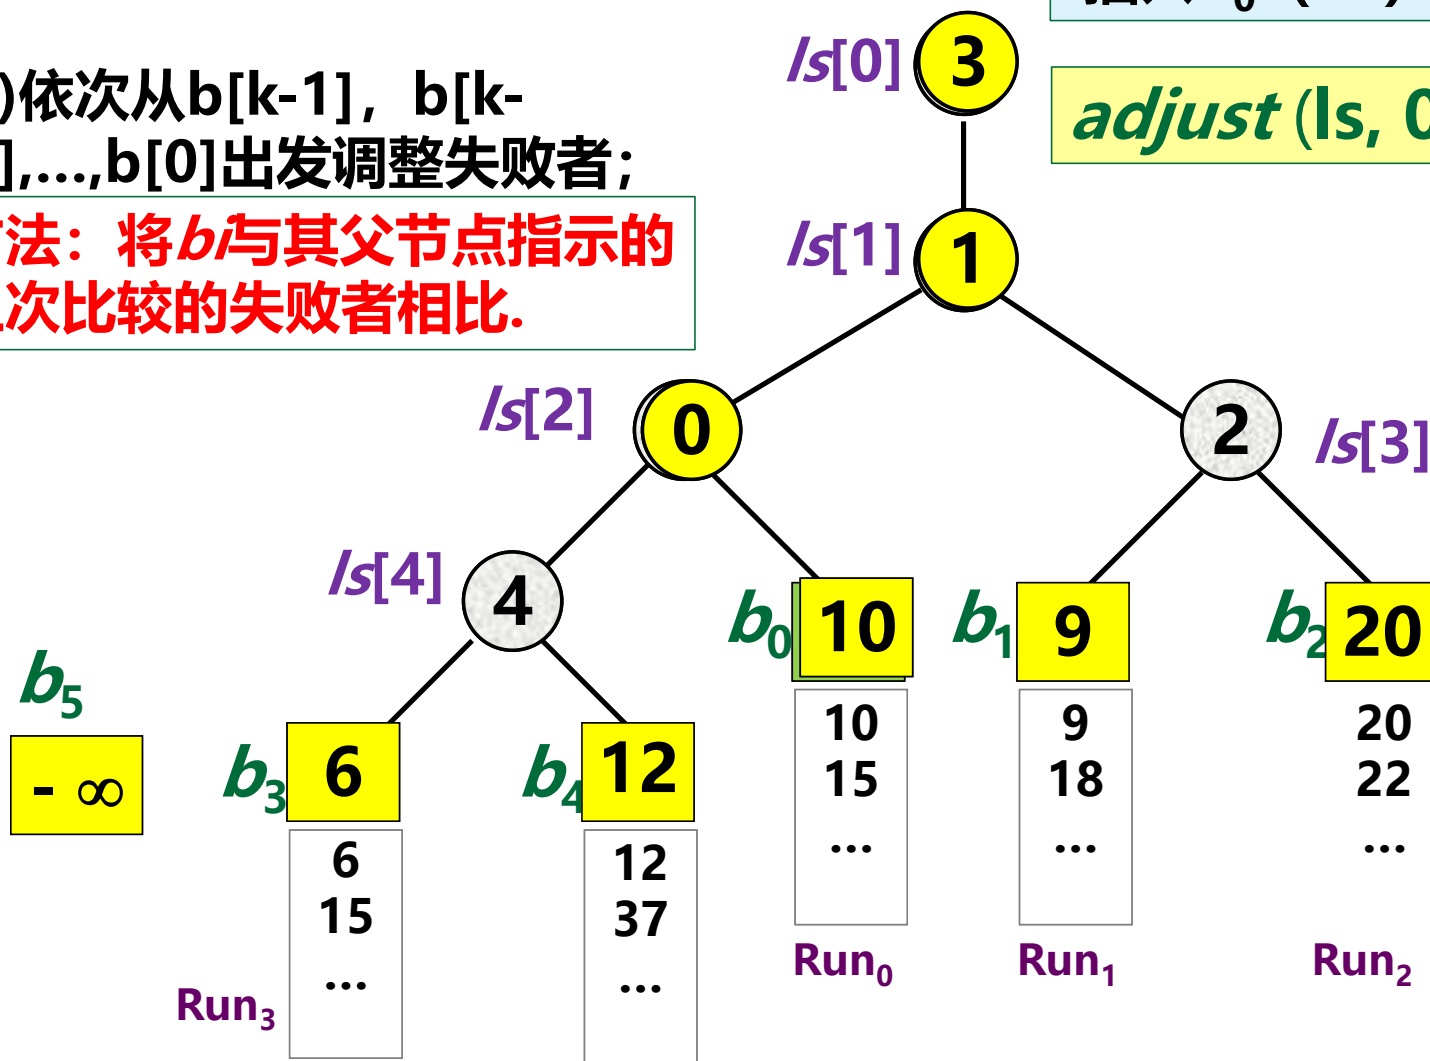 )依次从b[k-1]，b[k-
],…,b[0]出发调整失败者；
法：将bi与其父节点指示的
次比较的失败者相比.
adjust (ls, 0
ls[0] 3
ls[1] 1
ls[2] 0
2 ls[3]
ls[4] 4
b0 10
b1 9
b2 20
b5
- ∞
b3 6
b4 12
10
15
…
Run0
9
18
…
Run1
20
22
…
Run2
6
15
…
Run3
12
37
…